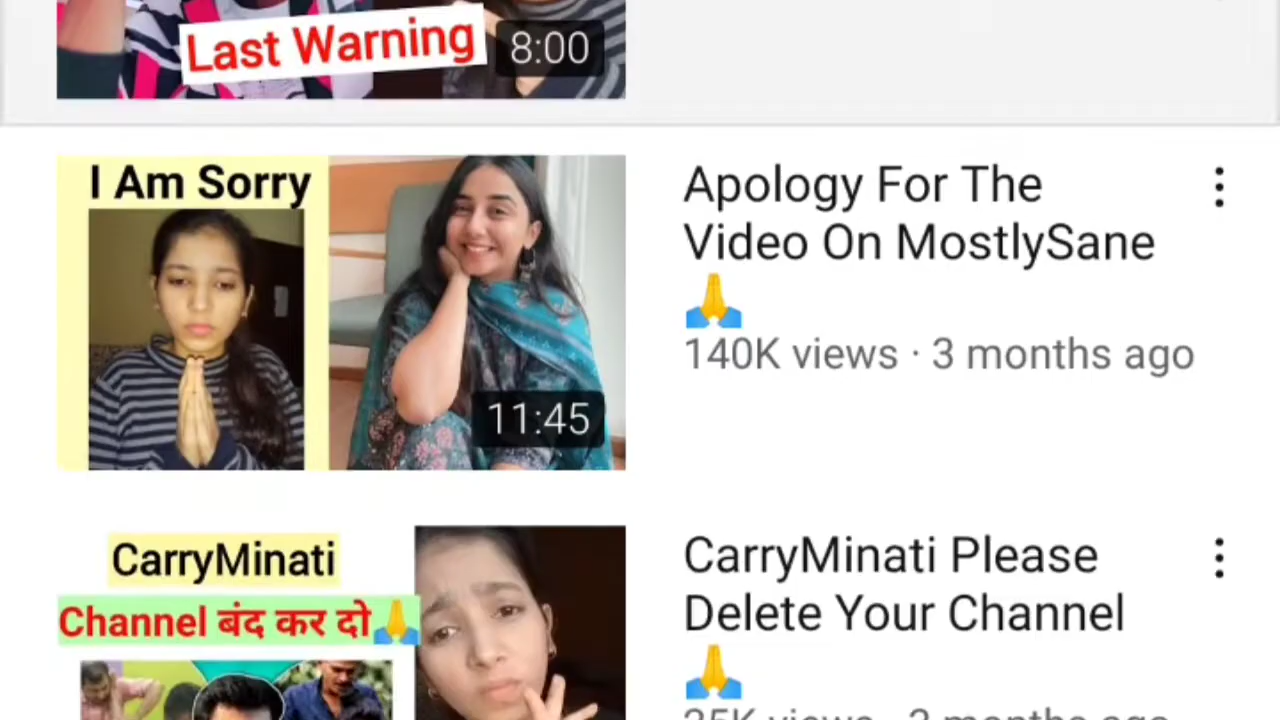 Last Warning
8:00
I Am Sorry
11:45
Apology For The
Video On MostlySane
🙏
140K views · 3 months ago
CarryMinati
Channel बंद कर दो🙏
CarryMinati Please
Delete Your Channel
🙏